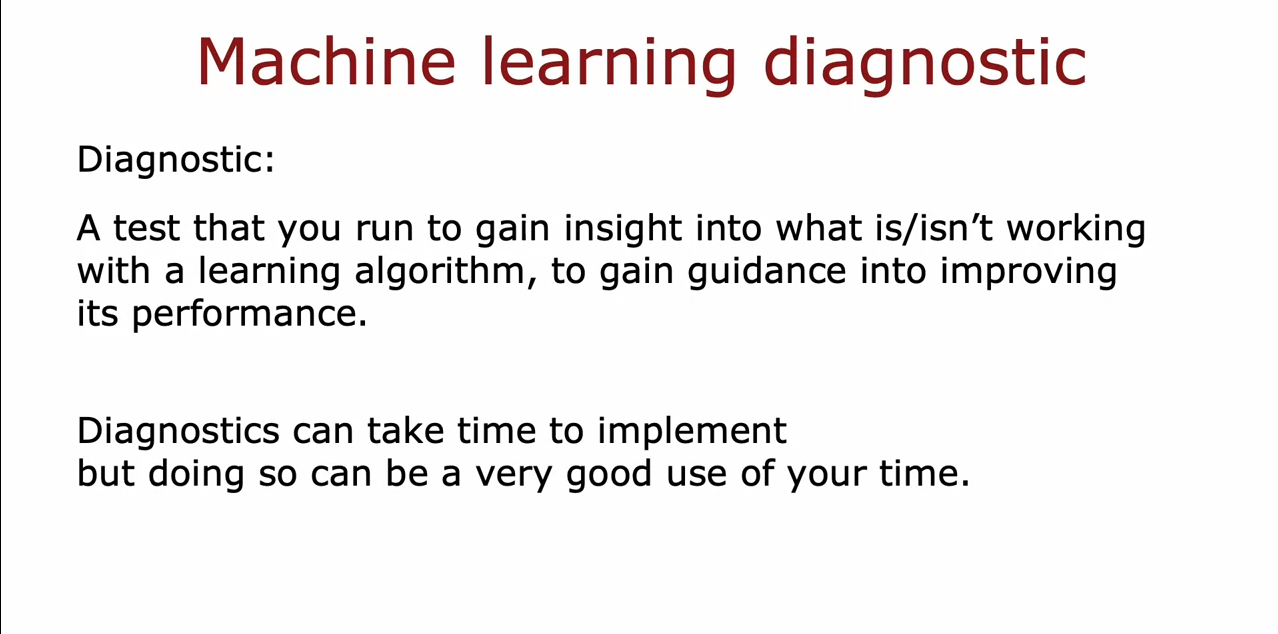 Machine learning diagnostic
Diagnostic:
A test that you run to gain insight into what is/isn’t working
with a learning algorithm, to gain guidance into improving
its performance.
Diagnostics can take time to implement
but doing so can be a very good use of your time.